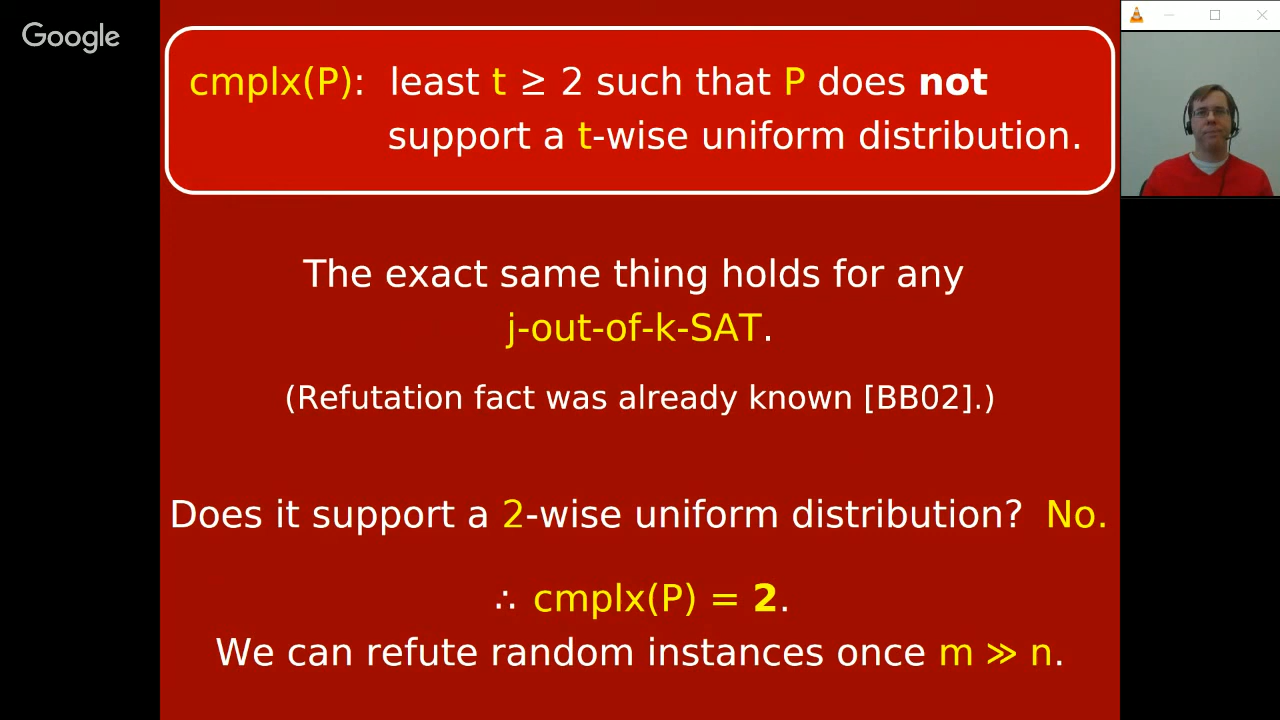 Google
cmplx(P): least t ≥ 2 such that P does not
support a t-wise uniform distribution.
The exact same thing holds for any
j-out-of-k-SAT.
(Refutation fact was already known [BB02].)
Does it support a 2-wise uniform distribution? No.
∴ cmplx(P) = 2.
We can refute random instances once m ≫ n.